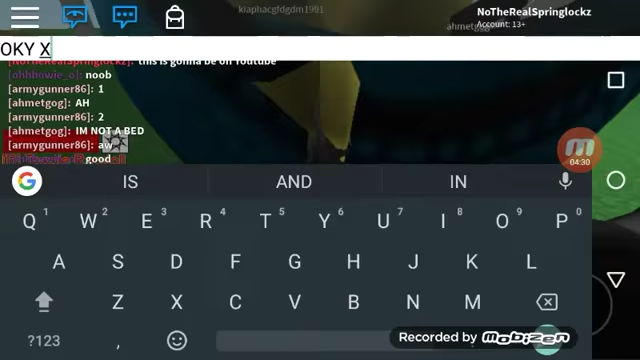 kiaphacgfdgdm1991
NoTheRealSpringlockz
Account: 13+
ahmetgog
OKY X
[NoTheRealSpringlockz]: this is gonna be on Youtube
[ohhbowie_o]: noob
[armygunner86]: 1
[ahmetgog]: AH
[armygunner86]: 2
[ahmetgog]: IM NOT A BED
[armygunner86]: aw
good
04:30
G IS AND IN
Q 1 W 2 E 3 R 4 T 5 Y 6 U 7 I 8 O 9 P 0
A S D F G H J K L
Z X C V B N M
?123 ,
Recorded by Mobizen